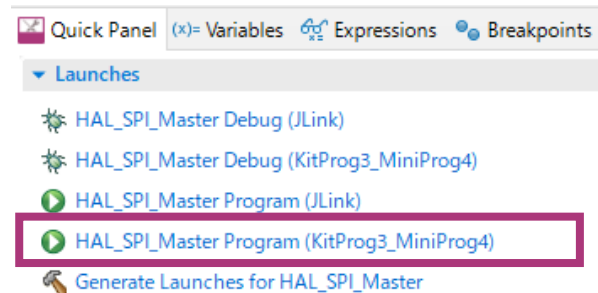 Quick Panel (x)= Variables Expressions Breakpoints
Launches
HAL_SPI_Master Debug (JLink)
HAL_SPI_Master Debug (KitProg3_MiniProg4)
HAL_SPI_Master Program (JLink)
HAL_SPI_Master Program (KitProg3_MiniProg4)
Generate Launches for HAL_SPI_Master